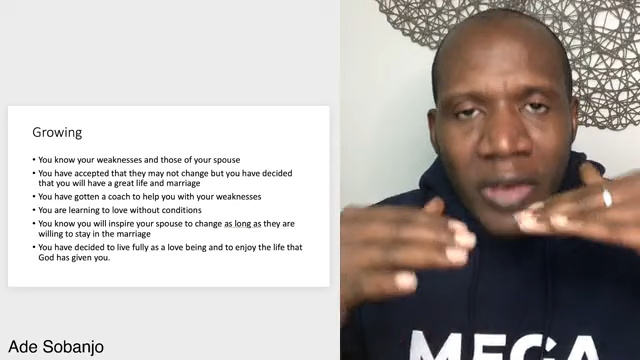 Growing
• You know your weaknesses and those of your spouse
• You have accepted that they may not change but you have decided
that you will have a great life and marriage
• You have gotten a coach to help you with your weaknesses
• You are learning to love without conditions
• You know you will inspire your spouse to change as long as they are
willing to stay in the marriage
• You have decided to live fully as a love being and to enjoy the life that
God has given you.
Ade Sobanjo